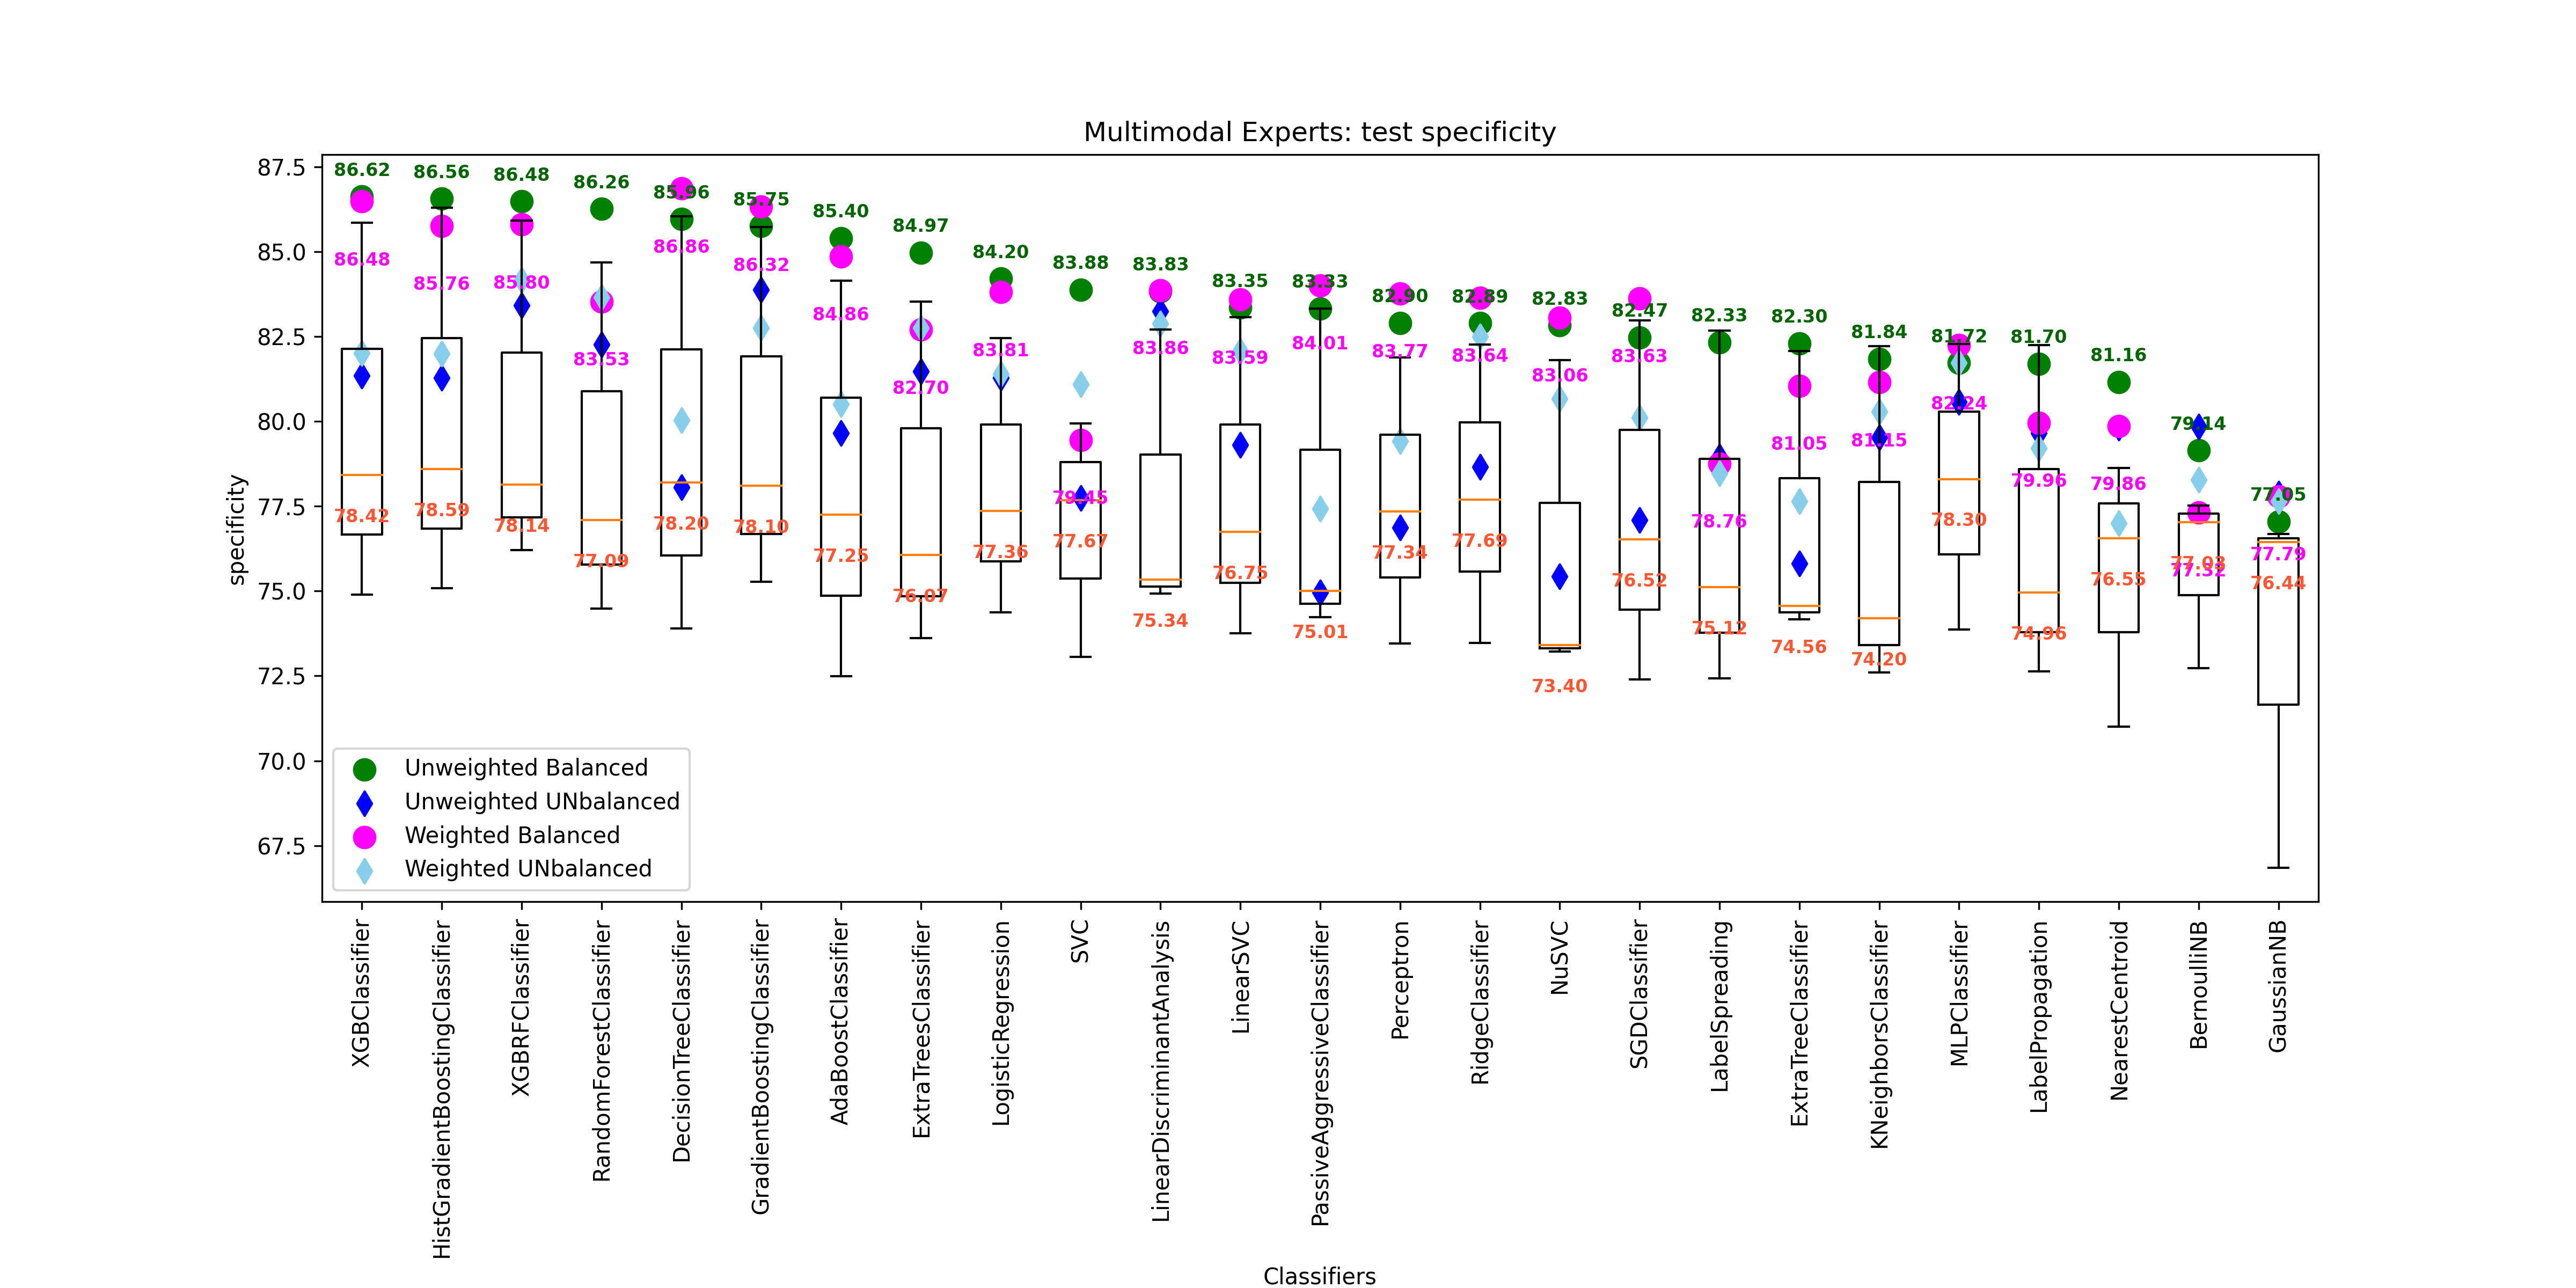 Multimodal Experts: test specificity
specificity
87.5
85.0
82.5
80.0
77.5
75.0
72.5
70.0
67.5
86.62
86.56
86.48
86.26
85.96
85.75
85.40
84.97
84.20
83.88
83.83
83.35
83.33
82.90
82.89
82.83
82.47
82.33
82.30
81.84
81.72
81.70
81.16
79.14
77.05
86.48
85.76
85.80
83.53
86.86
86.32
84.86
82.70
83.81
79.45
83.86
83.59
84.01
83.77
83.64
83.06
83.63
78.76
81.05
81.15
82.24
79.96
79.86
77.32
77.79
78.42
78.59
78.14
77.09
78.20
78.10
77.25
76.07
77.36
77.67
75.34
76.75
75.01
77.34
77.69
73.40
76.52
75.12
74.56
74.20
78.30
74.96
76.55
77.03
76.44
Unweighted Balanced
Unweighted UNbalanced
Weighted Balanced
Weighted UNbalanced
XGBClassifier
HistGradientBoostingClassifier
XGBRFClassifier
RandomForestClassifier
DecisionTreeClassifier
GradientBoostingClassifier
AdaBoostClassifier
ExtraTreesClassifier
LogisticRegression
SVC
LinearDiscriminantAnalysis
LinearSVC
PassiveAggressiveClassifier
Perceptron
RidgeClassifier
NuSVC
SGDClassifier
LabelSpreading
ExtraTreeClassifier
KNeighborsClassifier
MLPClassifier
LabelPropagation
NearestCentroid
BernoulliNB
GaussianNB
Classifiers